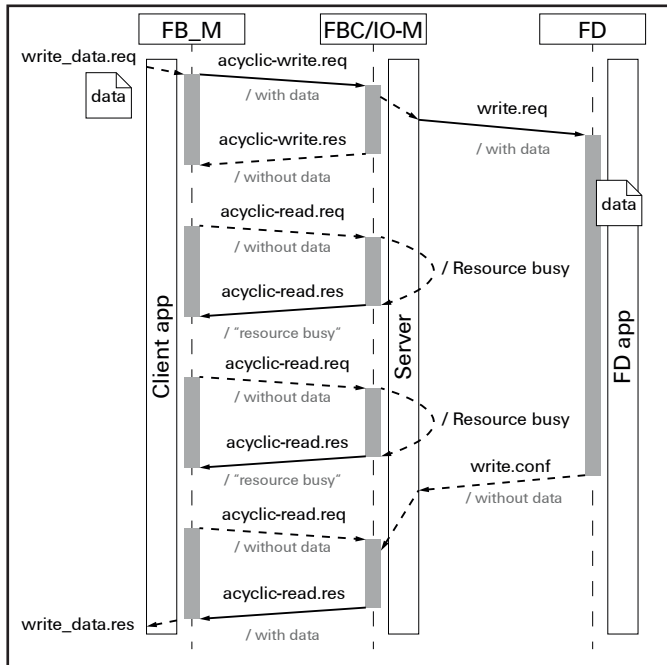 FB_M
FBC/IO-M
FD
write_data.req
data
acyclic-write.req
/ with data
write.req
/ with data
acyclic-write.res
/ without data
data
acyclic-read.req
/ without data
/ Resource busy
acyclic-read.res
/ “resource busy“
Client app
Server
FD app
acyclic-read.req
/ without data
/ Resource busy
acyclic-read.res
/ “resource busy“
write.conf
/ without data
acyclic-read.req
/ without data
acyclic-read.res
/ with data
write_data.res